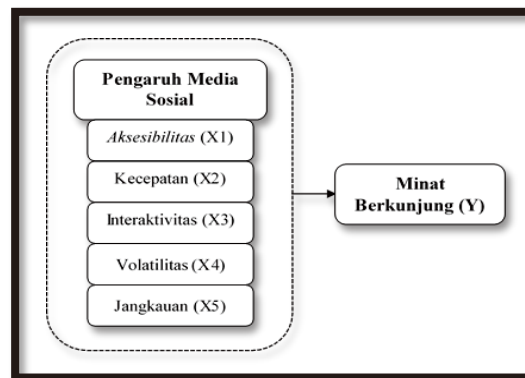 Pengaruh Media
Sosial
Aksesibilitas (X1)
Kecepatan (X2)
Interaktivitas (X3)
Volatilitas (X4)
Jangkauan (X5)
Minat
Berkunjung (Y)